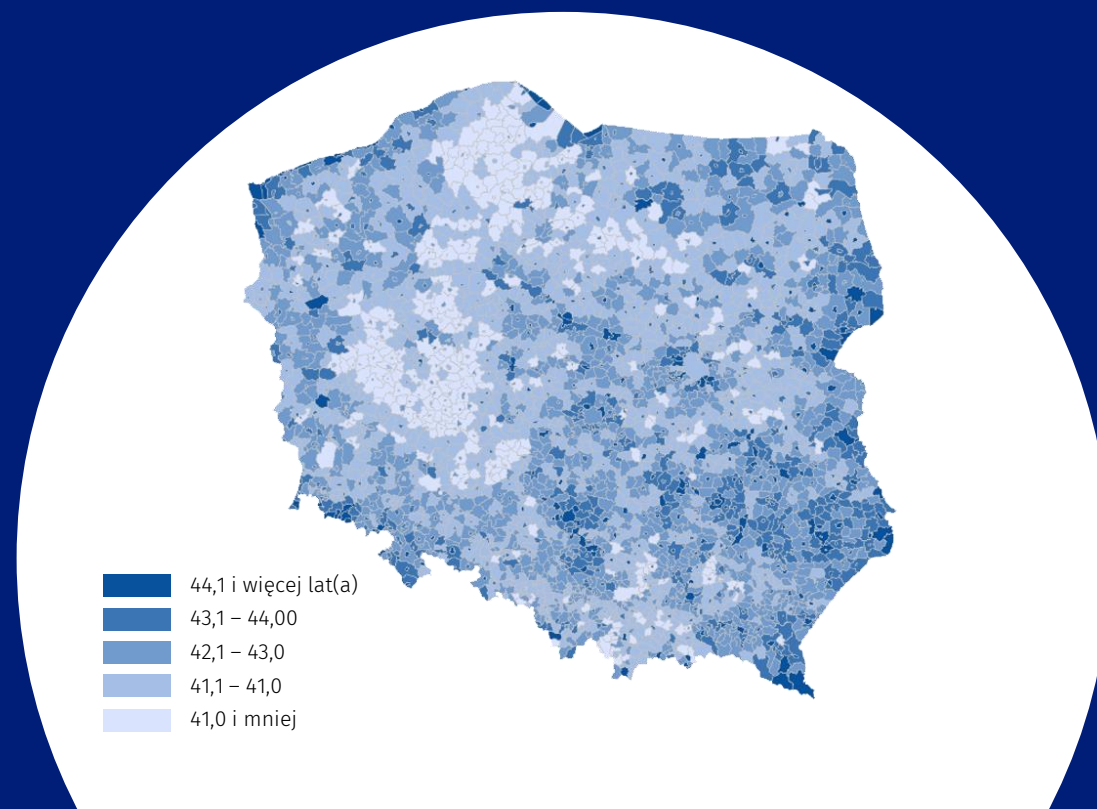 44,1 i więcej lat(a)
43,1 – 44,00
42,1 – 43,0
41,1 – 41,0
41,0 i mniej